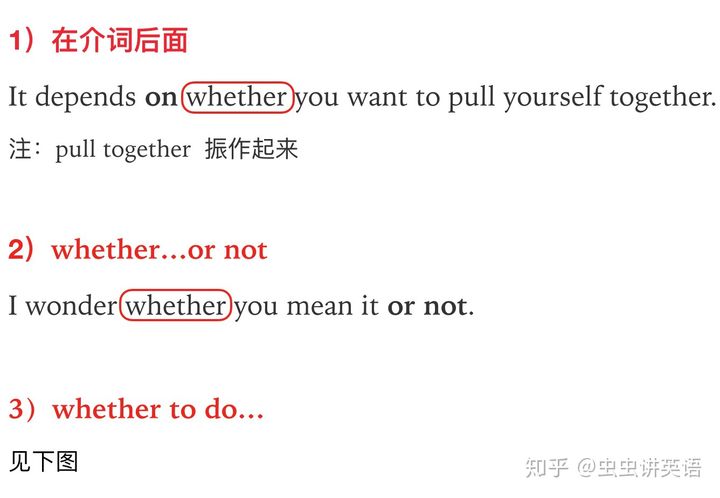 1）在介词后面
It depends on whether you want to pull yourself together.
注：pull together 振作起来
2）whether…or not
I wonder whether you mean it or not.
3）whether to do…
见下图
知乎 @虫虫讲英语